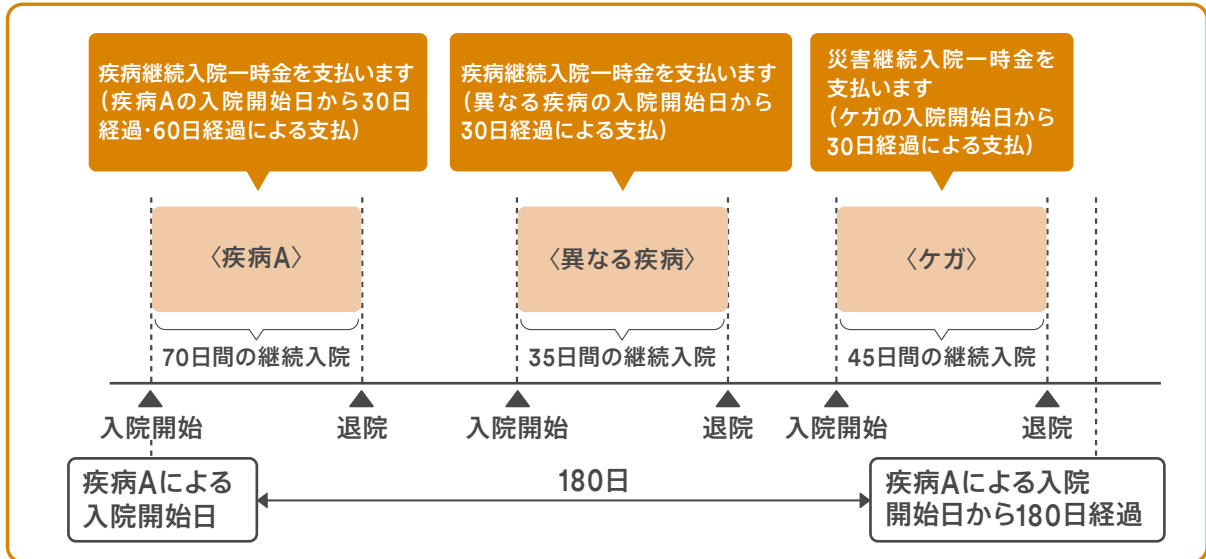 疾病継続入院一時金を支払います
(疾病Aの入院開始日から30日
経過・60日経過による支払)
疾病継続入院一時金を支払います
(異なる疾病の入院開始日から
30日経過による支払)
災害継続入院一時金を
支払います
(ケガの入院開始日から
30日経過による支払)
〈疾病A〉
〈異なる疾病〉
〈ケガ〉
70日間の継続入院
35日間の継続入院
45日間の継続入院
入院開始
退院
入院開始
退院
入院開始
退院
疾病Aによる
入院開始日
180日
疾病Aによる入院
開始日から180日経過